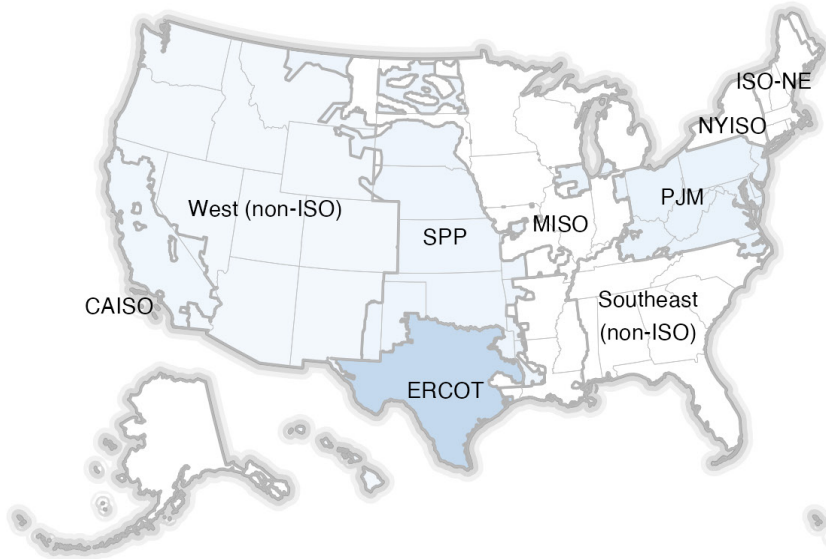 ISO-NE
NYISO
PJM
West (non-ISO)
MISO
SPP
CAISO
Southeast
(non-ISO)
ERCOT